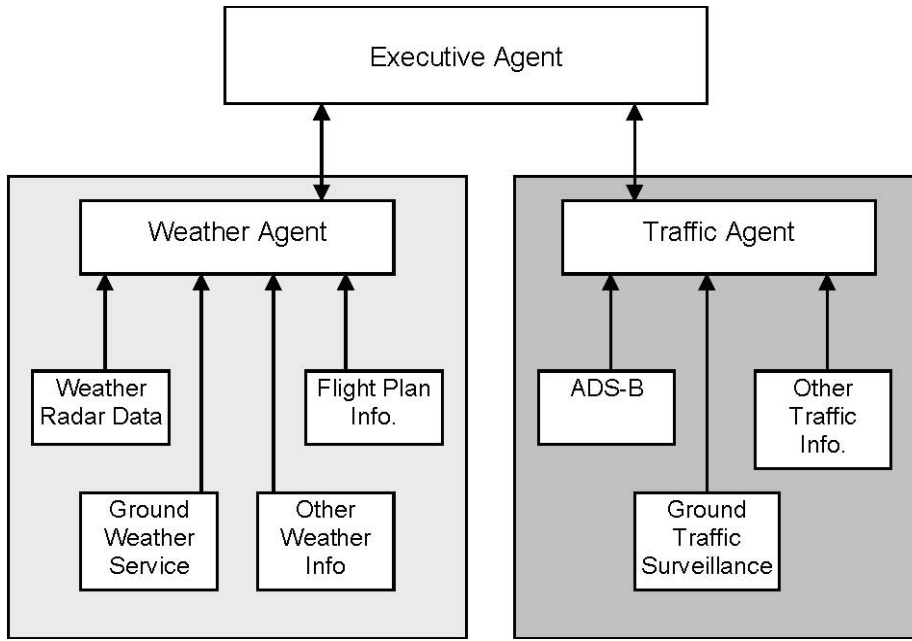 Executive Agent
Weather Agent
Traffic Agent
Weather
Radar Data
Flight Plan
Info.
ADS-B
Other
Traffic
Info.
Ground
Weather
Service
Other
Weather
Info
Ground
Traffic
Surveillance